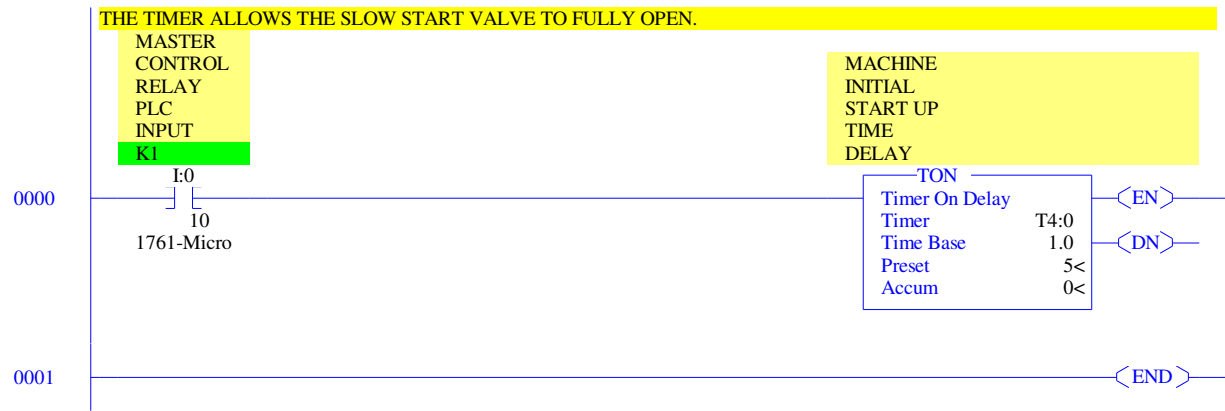 THE TIMER ALLOWS THE SLOW START VALVE TO FULLY OPEN.
MASTER
CONTROL
RELAY
PLC
INPUT
K1
I:0
10
1761-Micro
MACHINE
INITIAL
START UP
TIME
DELAY
0000
TON
Timer On Delay
Timer T4:0
Time Base 1.0
Preset 5<
Accum 0<
EN
DN
0001
END